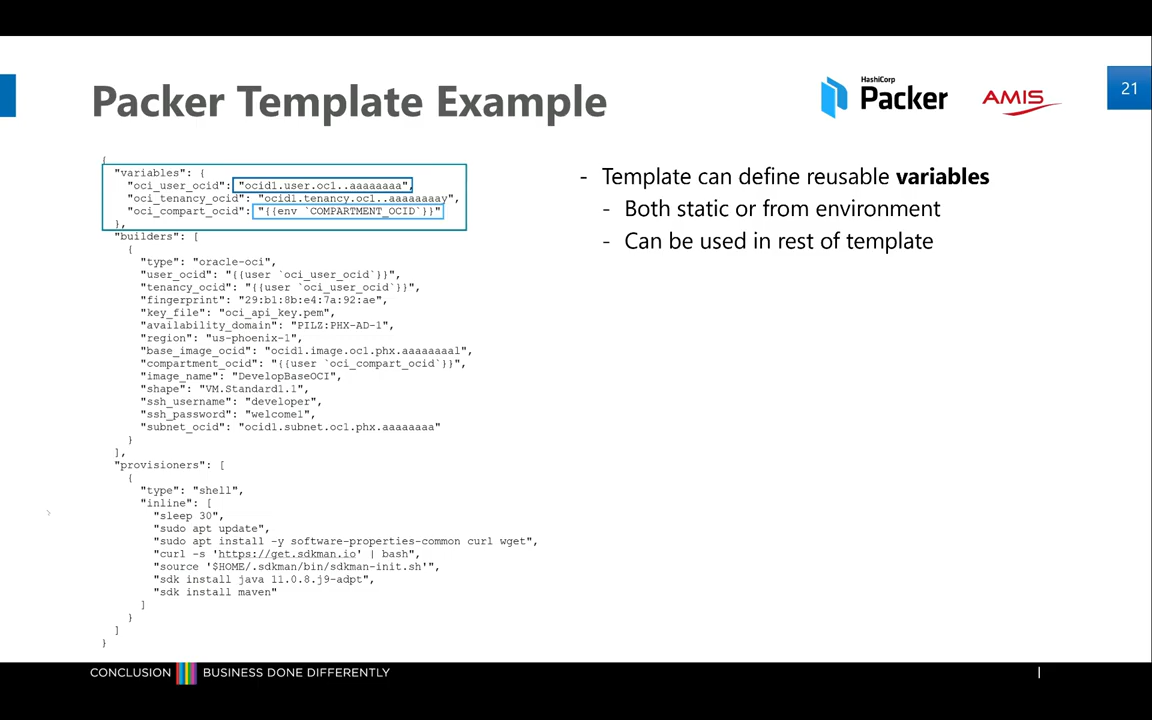 Packer Template Example
HashiCorp
Packer
AMIS
21
{
"variables": {
"oci_user_ocid": "ocid1.user.oc1..aaaaaaaa",
"oci_tenancy_ocid": "ocid1.tenancy.oc1..aaaaaaaay",
"oci_compart_ocid": "{{env `COMPARTMENT_OCID`}}"
},
"builders": [
{
"type": "oracle-oci",
"user_ocid": "{{user `oci_user_ocid`}}",
"tenancy_ocid": "{{user `oci_user_ocid`}}",
"fingerprint": "29:b1:8b:e4:7a:92:ae",
"key_file": "oci_api_key.pem",
"availability_domain": "PILZ:PHX-AD-1",
"region": "us-phoenix-1",
"base_image_ocid": "ocid1.image.oc1.phx.aaaaaaaal",
"compartment_ocid": "{{user `oci_compart_ocid`}}",
"image_name": "DevelopBaseOCI",
"shape": "VM.Standard1.1",
"ssh_username": "developer",
"ssh_password": "welcome1",
"subnet_ocid": "ocid1.subnet.oc1.phx.aaaaaaaa"
}
],
"provisioners": [
{
"type": "shell",
"inline": [
"sleep 30",
"sudo apt update",
"sudo apt install -y software-properties-common curl wget",
"curl -s 'https://get.sdkman.io' | bash",
"source '$HOME/.sdkman/bin/sdkman-init.sh'",
"sdk install java 11.0.8.j9-adpt",
"sdk install maven"
]
}
]
}
- Template can define reusable variables
- Both static or from environment
- Can be used in rest of template
CONCLUSION BUSINESS DONE DIFFERENTLY